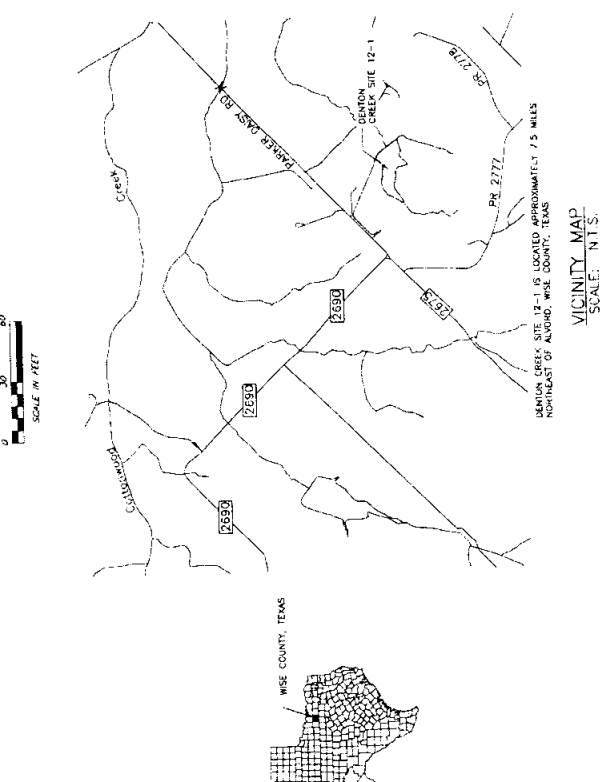 0 30 60
SCALE IN FEET
Creek
Cottonwood
PARKER DAISY RD
DENTON
CREEK SITE 12-1
PR 2778
PR 2777
2690
2690
2690
2675
DENTON CREEK SITE 12-1 IS LOCATED APPROXIMATELY 7.5 MILES
NORTHEAST OF ALVORD, WISE COUNTY, TEXAS
VICINITY MAP
SCALE: N.T.S.
WISE COUNTY, TEXAS